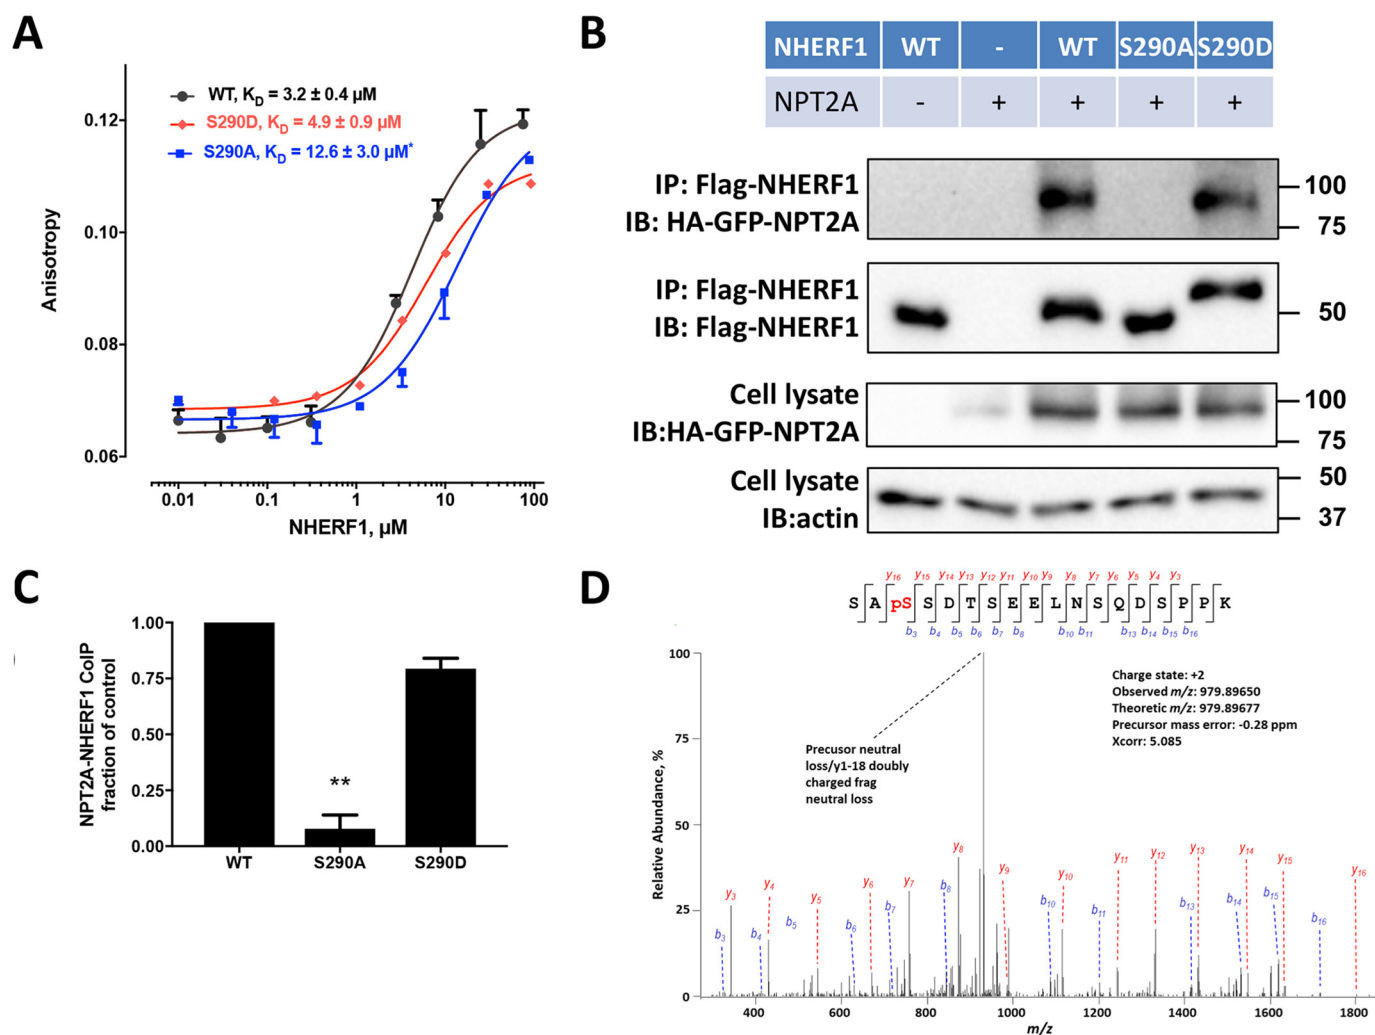 A
WT, KD = 3.2 ± 0.4 µM
S290D, KD = 4.9 ± 0.9 µM
S290A, KD = 12.6 ± 3.0 µM*
0.12
0.10
0.08
0.06
Anisotropy
0.01 0.1 1 10 100
NHERF1, µM
B
NHERF1 WT - WT S290A S290D
NPT2A - + + + +
IP: Flag-NHERF1
IB: HA-GFP-NPT2A
100
75
IP: Flag-NHERF1
IB: Flag-NHERF1
50
Cell lysate
IB:HA-GFP-NPT2A
100
75
Cell lysate
IB:actin
50
37
C
NPT2A-NHERF1 CoIP
fraction of control
1.00
0.75
0.50
0.25
0.00
**
WT S290A S290D
D
y16 y15 y14 y13 y12 y11 y10 y9 y8 y7 y6 y5 y4 y3
S A pS S D T S E E L N S Q D S P P K
b3 b4 b5 b6 b7 b8 b10 b11 b13 b14 b15 b16
Charge state: +2
Observed m/z: 979.89650
Theoretic m/z: 979.89677
Precursor mass error: -0.28 ppm
Xcorr: 5.085
Precusor neutral
loss/y1-18 doubly
charged frag
neutral loss
Relative Abundance, %
100
75
50
25
0
y3 y4 y5 y6 y7 y8 y9 y10 y11 y12 y13 y14 y15 y16
b3 b4 b5 b6 b7 b8 b10 b11 b13 b14 b15 b16
400 600 800 1000 1200 1400 1600 1800
m/z